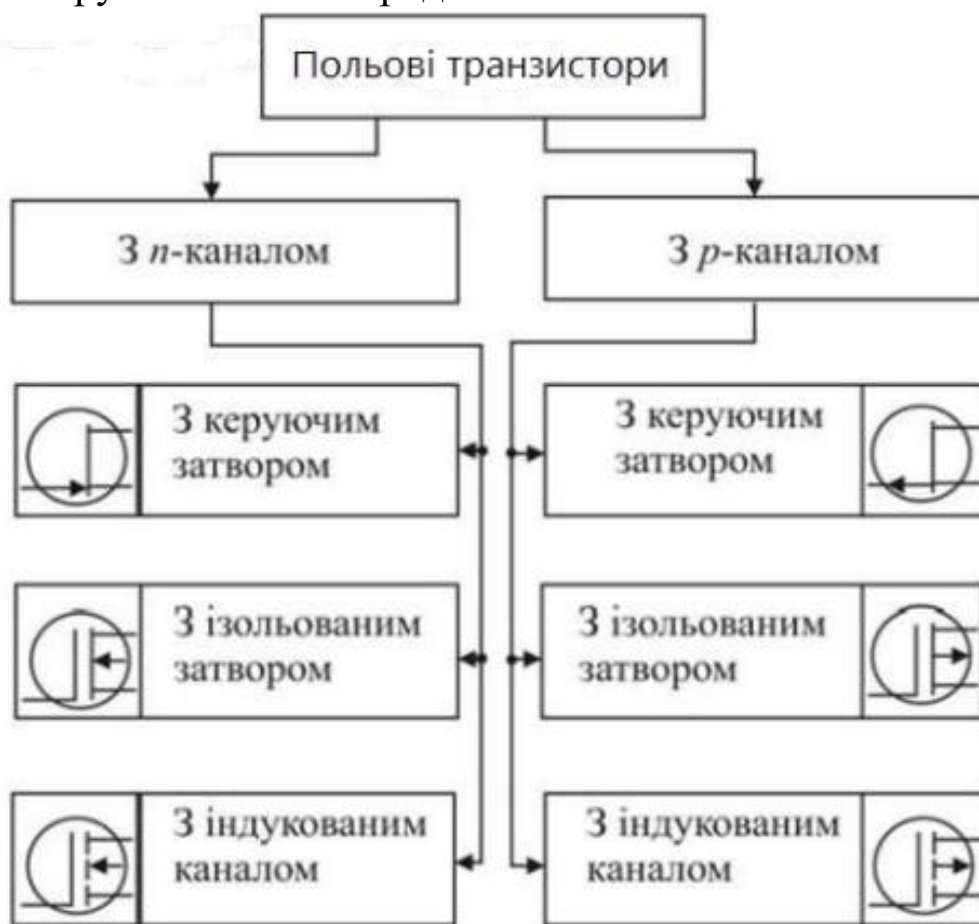 Польові транзистори
З n-каналом
З p-каналом
З керуючим
затвором
З керуючим
затвором
З ізольованим
затвором
З ізольованим
затвором
З індукованим
каналом
З індукованим
каналом